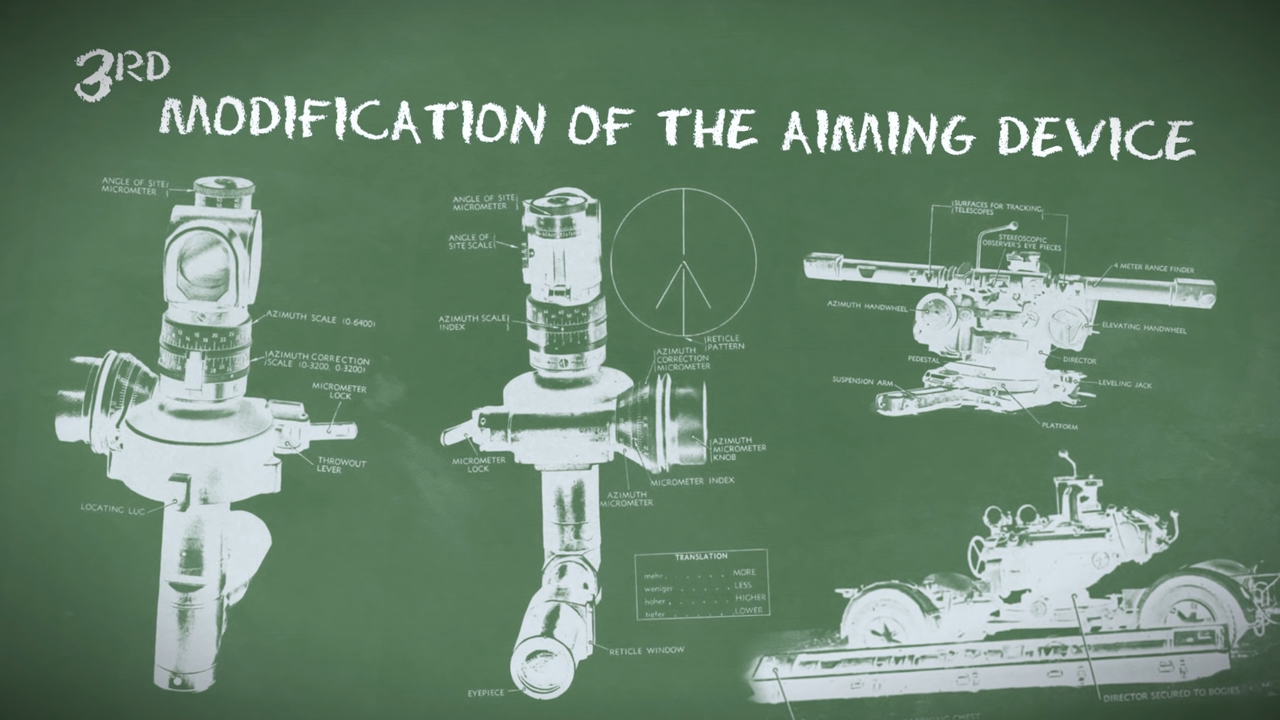 3RD
MODIFICATION OF THE AIMING DEVICE
ANGLE OF SITE
MICROMETER
AZIMUTH SCALE (0-6400)
AZIMUTH CORRECTION
SCALE (0-3200, 0-3200)
MICROMETER
LOCK
THROWOUT
LEVER
LOCATING LUG
ANGLE OF SITE
MICROMETER
ANGLE OF
SITE SCALE
AZIMUTH SCALE
INDEX
RETICLE
PATTERN
AZIMUTH
CORRECTION
MICROMETER
AZIMUTH
MICROMETER
KNOB
MICROMETER
LOCK
MICROMETER INDEX
AZIMUTH
MICROMETER
TRANSLATION
mehr MORE
weniger LESS
hoher HIGHER
tiefer LOWER
RETICLE WINDOW
EYEPIECE
SURFACES FOR TRACKING
TELESCOPES
STEREOSCOPIC
OBSERVER'S EYE PIECES
4 METER RANGE FINDER
AZIMUTH HANDWHEEL
ELEVATING HANDWHEEL
PEDESTAL
DIRECTOR
SUSPENSION ARM
LEVELING JACK
PLATFORM
DIRECTOR SECURED TO BOGIES